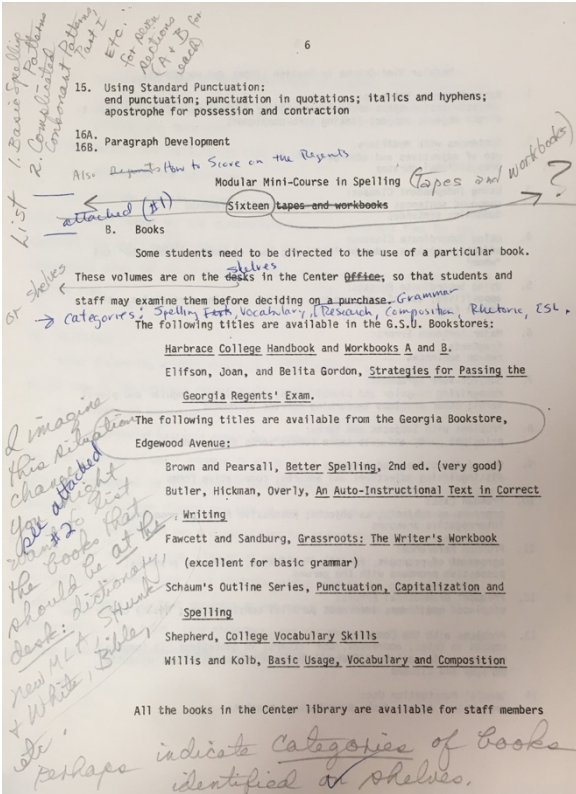 List 1. Basic Spelling Patterns
2. Complicated Consonant Patterns, Part I
Etc. for both sections (A + B for each)
6
15. Using Standard Punctuation:
end punctuation; punctuation in quotations; italics and hyphens;
apostrophe for possession and contraction
16A.
16B. Paragraph Development
Also How to Score on the Regents
Modular Mini-Course in Spelling (tapes and workbooks)
?
attached (#1)
Sixteen tapes and workbooks
B. Books
Some students need to be directed to the use of a particular book.
shelves
These volumes are on the desks in the Center Office, so that students and
or shelves
staff may examine them before deciding on a purchase. Grammar
→ Categories: Spelling, Vocabulary, Research, Composition, Rhetoric, ESL.
The following titles are available in the G.S.U. Bookstores:
Harbrace College Handbook and Workbooks A and B.
Elifson, Joan, and Belita Gordon, Strategies for Passing the
Georgia Regents' Exam.
The following titles are available from the Georgia Bookstore,
Edgewood Avenue:
Brown and Pearsall, Better Spelling, 2nd ed. (very good)
Butler, Hickman, Overly, An Auto-Instructional Text in Correct
Writing
Fawcett and Sandburg, Grassroots: The Writer's Workbook
(excellent for basic grammar)
Schaum's Outline Series, Punctuation, Capitalization and
Spelling
Shepherd, College Vocabulary Skills
Willis and Kolb, Basic Usage, Vocabulary and Composition
I imagine
this situation
changes.
You might
want to list
the books that
should be at the
desk: dictionary,
new MLA, Strunk
+ White, Bible,
etc.
see attached
#2
All the books in the Center library are available for staff members
Perhaps indicate categories of books
identified on shelves.